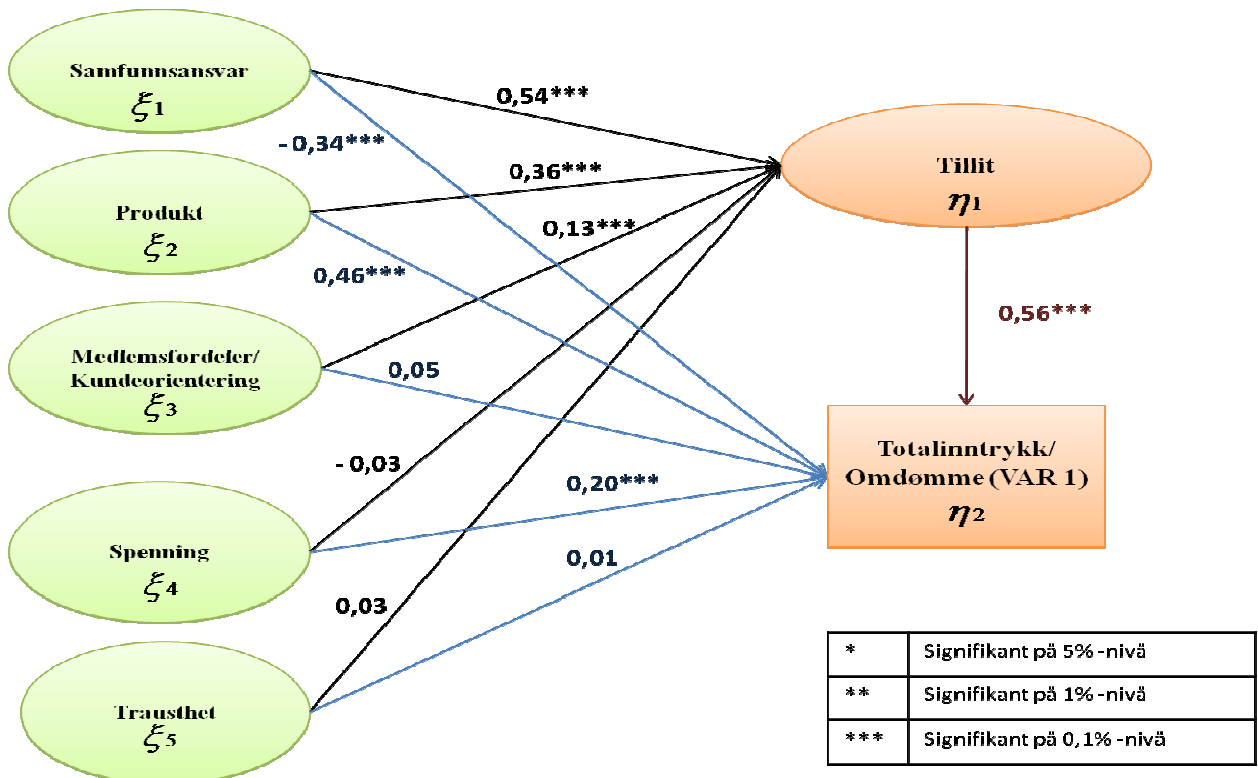 Samfunnsansvar
ξ1
Produkt
ξ2
Medlemsfordeler/
Kundeorientering
ξ3
Spenning
ξ4
Trausthet
ξ5
0,54***
- 0,34***
0,36***
0,13***
0,46***
0,05
- 0,03
0,20***
0,01
0,03
Tillit
η1
0,56***
Totalinntrykk/
Omdømme (VAR 1)
η2
* Signifikant på 5% -nivå
** Signifikant på 1% -nivå
*** Signifikant på 0,1% -nivå